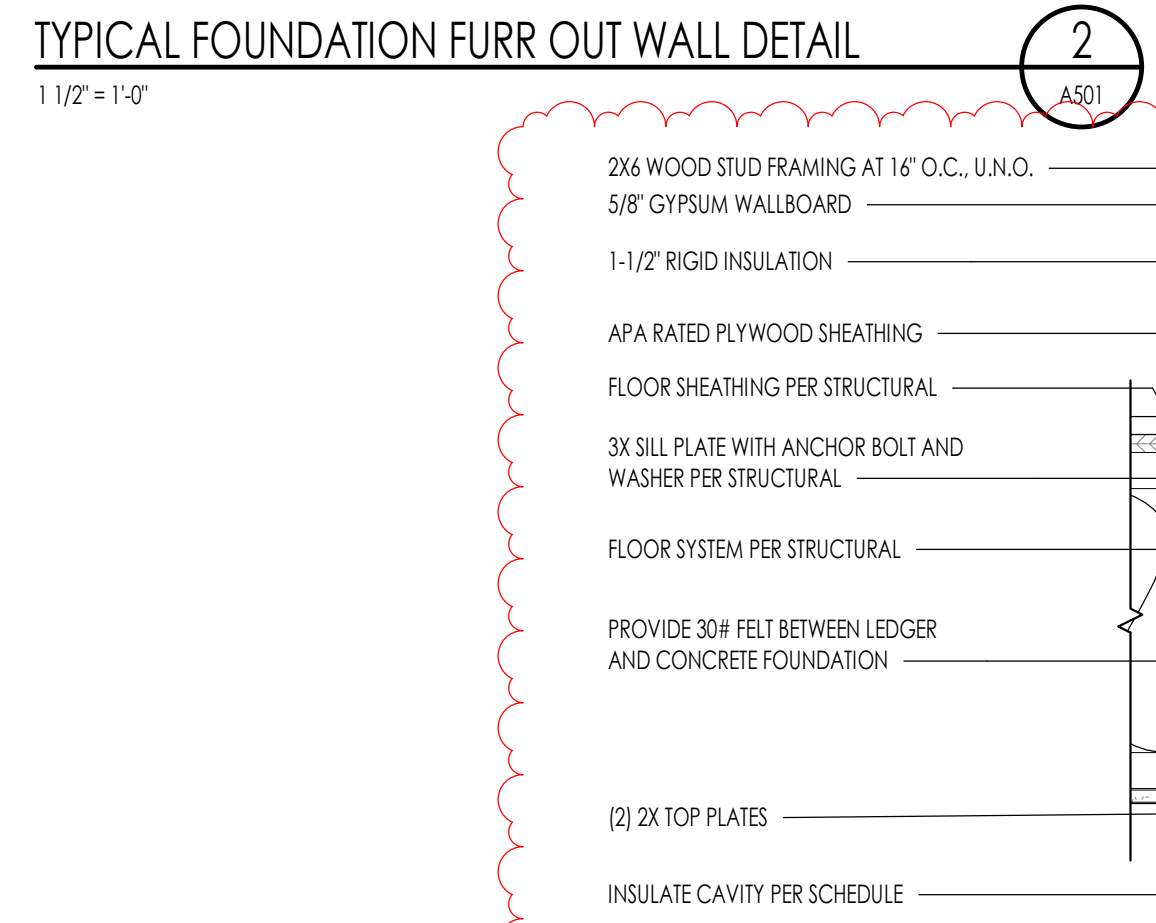 TYPICAL FOUNDATION FURR OUT WALL DETAIL
2
1 1/2" = 1'-0"
A501
2X6 WOOD STUD FRAMING AT 16" O.C., U.N.O.
5/8" GYPSUM WALLBOARD
1-1/2" RIGID INSULATION
APA RATED PLYWOOD SHEATHING
FLOOR SHEATHING PER STRUCTURAL
3X SILL PLATE WITH ANCHOR BOLT AND
WASHER PER STRUCTURAL
FLOOR SYSTEM PER STRUCTURAL
PROVIDE 30# FELT BETWEEN LEDGER
AND CONCRETE FOUNDATION
(2) 2X TOP PLATES
INSULATE CAVITY PER SCHEDULE